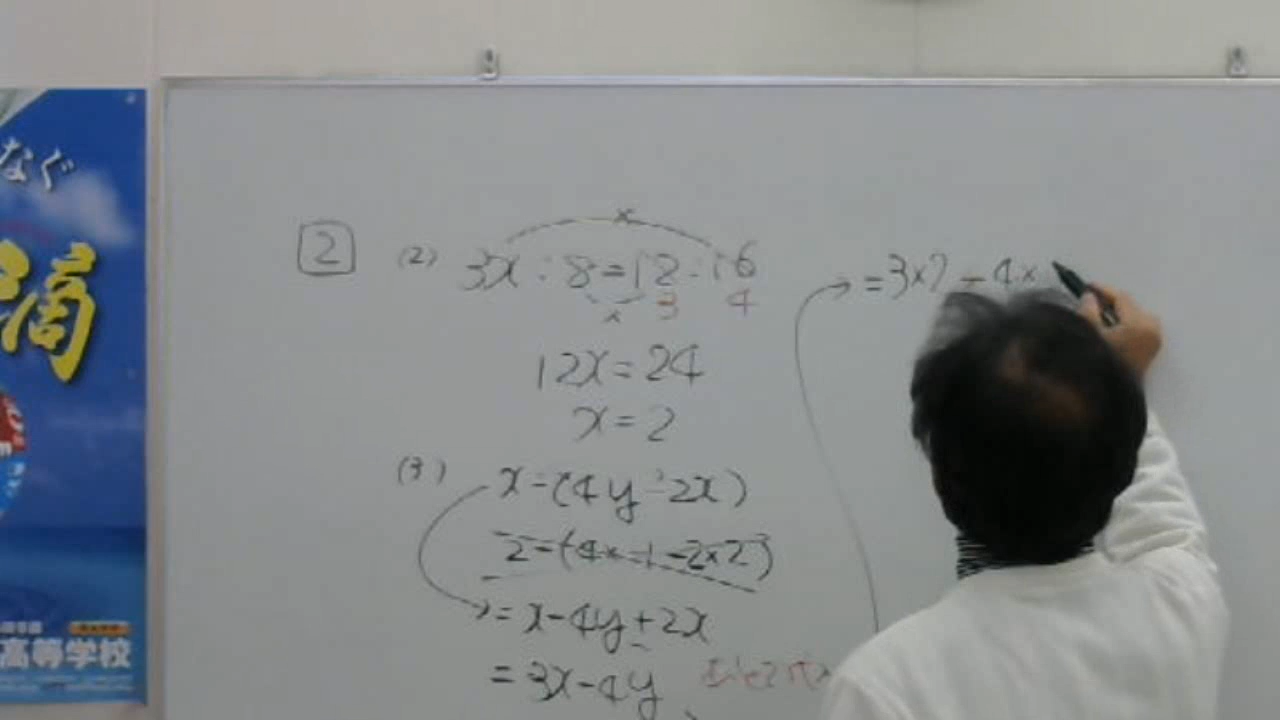 なぐ
滴
高等学校
2 (2) 3x:8=12:16
3 4
12x=24
x=2
(3) x-(4y-2x)
2-(4×-1-2×2)
=x-4y+2x
=3x-4y
=3×2-4×